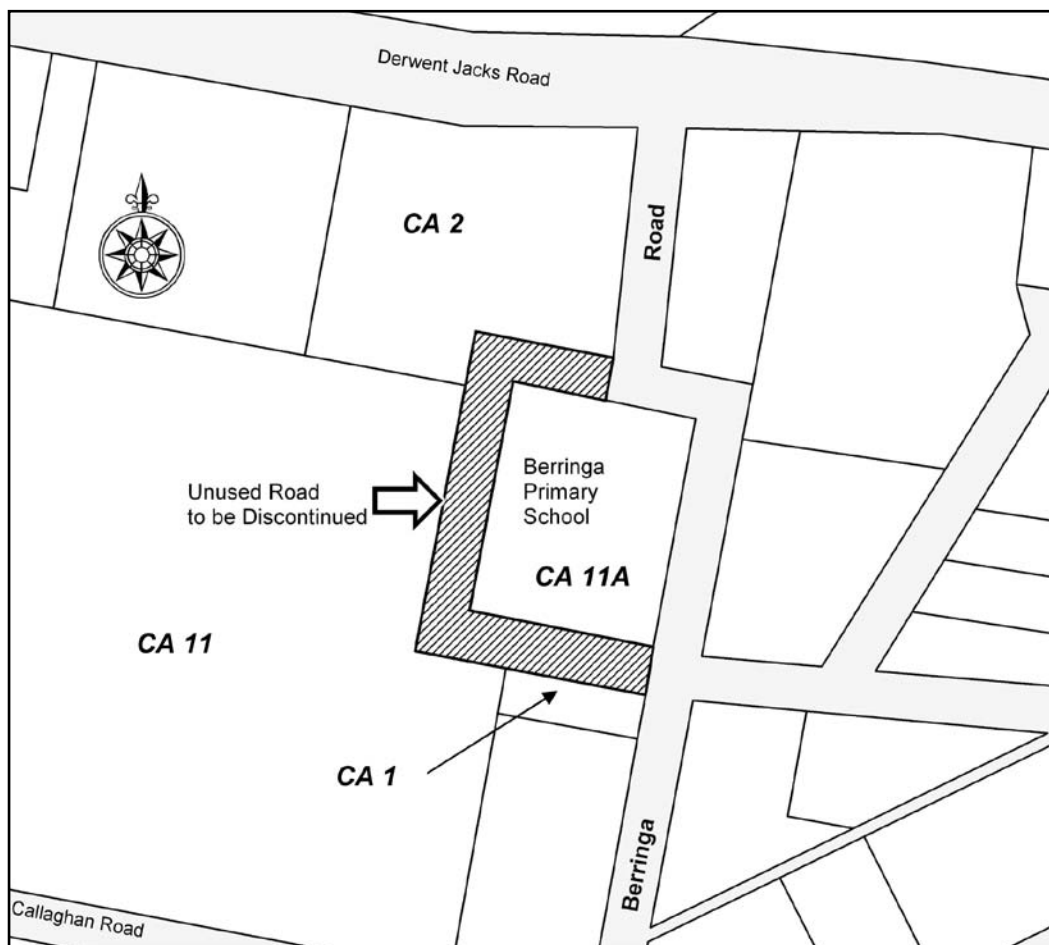 Derwent Jacks Road
CA 2
Road
Berringa
Primary
School
Unused Road
to be Discontinued
CA 11A
CA 11
CA 1
Berringa
Callaghan Road